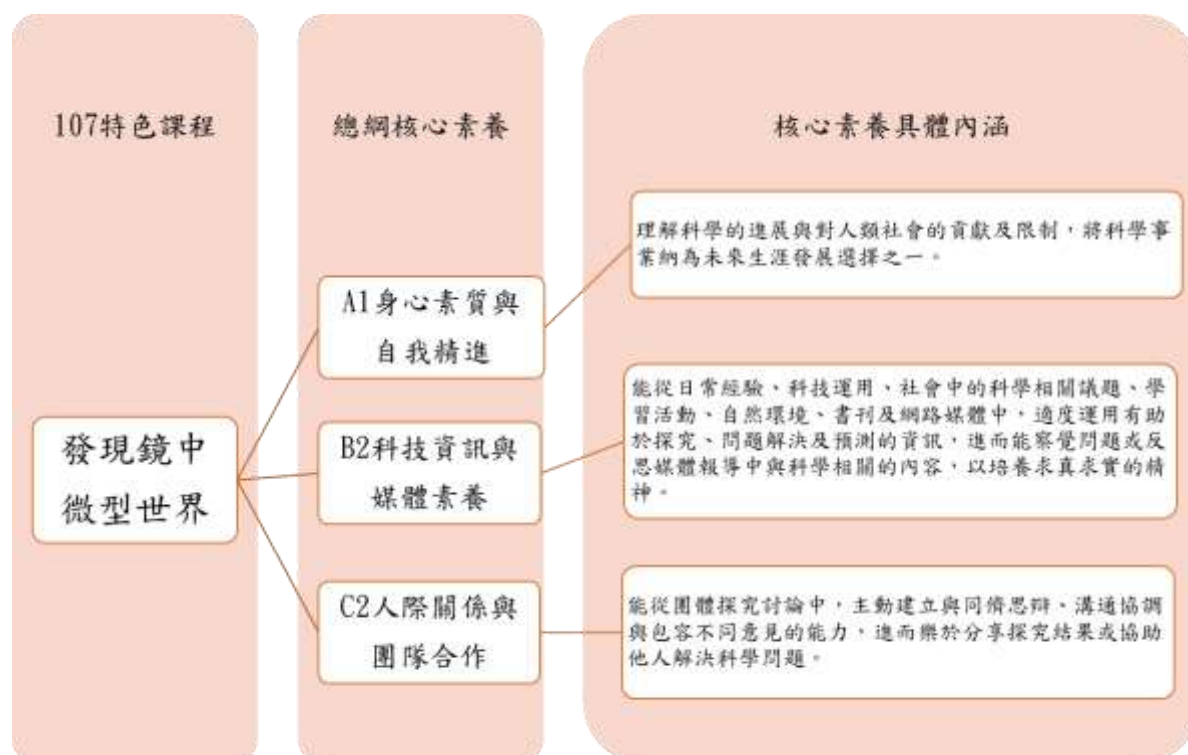 107特色課程
總綱核心素養
核心素養具體內涵
發現鏡中
微型世界
A1身心素質與
自我精進
理解科學的進展與對人類社會的貢獻及限制，將科學事
業納為未來生涯發展選擇之一。
B2科技資訊與
媒體素養
能從日常經驗、科技運用、社會中的科學相關議題、學
習活動、自然環境、書刊及網路媒體中，適度運用有助
於探究、問題解決及預測的資訊，進而能察覺問題或反
思媒體報導中與科學相關的內容，以培養求真求實的精
神。
C2人際關係與
團隊合作
能從團體探究討論中，主動建立與同儕思辯、溝通協調
與包容不同意見的能力，進而樂於分享探究結果或協助
他人解決科學問題。